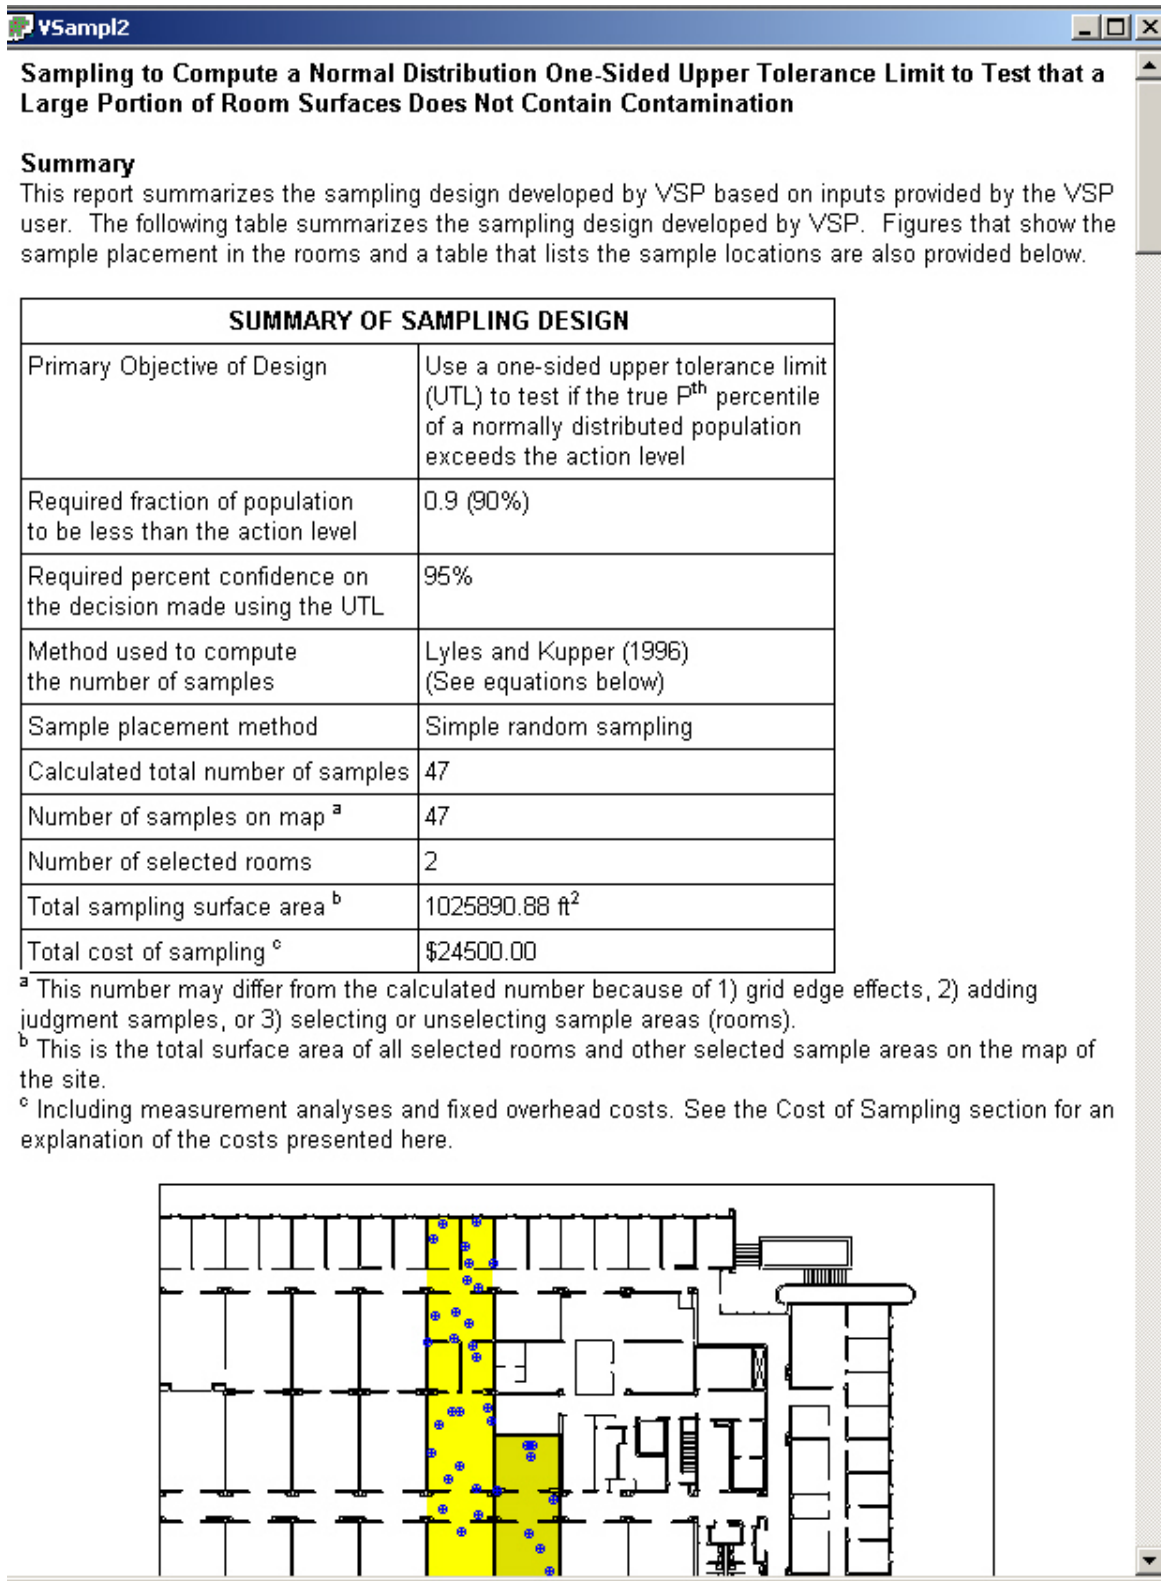 VSampl2
Sampling to Compute a Normal Distribution One-Sided Upper Tolerance Limit to Test that a
Large Portion of Room Surfaces Does Not Contain Contamination
Summary
This report summarizes the sampling design developed by VSP based on inputs provided by the VSP
user. The following table summarizes the sampling design developed by VSP. Figures that show the
sample placement in the rooms and a table that lists the sample locations are also provided below.
SUMMARY OF SAMPLING DESIGN
Primary Objective of Design
Use a one-sided upper tolerance limit
(UTL) to test if the true Pth percentile
of a normally distributed population
exceeds the action level
Required fraction of population
to be less than the action level
0.9 (90%)
Required percent confidence on
the decision made using the UTL
95%
Method used to compute
the number of samples
Lyles and Kupper (1996)
(See equations below)
Sample placement method
Simple random sampling
Calculated total number of samples
47
Number of samples on map a
47
Number of selected rooms
2
Total sampling surface area b
1025890.88 ft2
Total cost of sampling c
$24500.00
a This number may differ from the calculated number because of 1) grid edge effects, 2) adding
judgment samples, or 3) selecting or unselecting sample areas (rooms).
b This is the total surface area of all selected rooms and other selected sample areas on the map of
the site.
c Including measurement analyses and fixed overhead costs. See the Cost of Sampling section for an
explanation of the costs presented here.